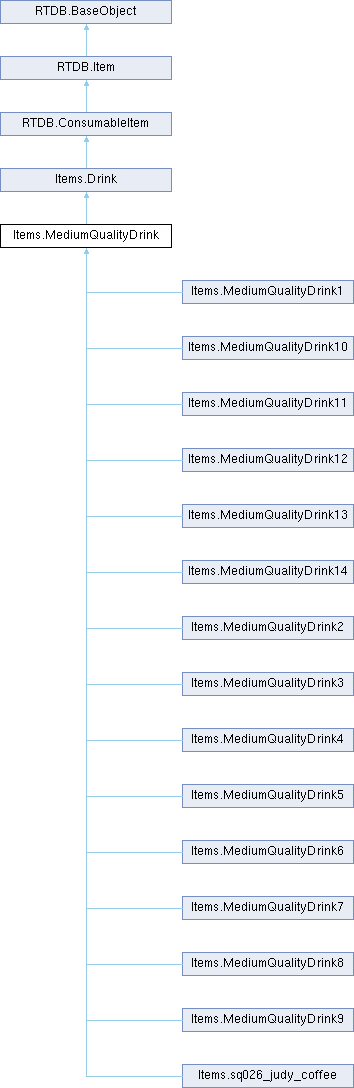 RTDB.BaseObject
RTDB.Item
RTDB.ConsumableItem
Items.Drink
Items.MediumQualityDrink
Items.MediumQualityDrink1
Items.MediumQualityDrink10
Items.MediumQualityDrink11
Items.MediumQualityDrink12
Items.MediumQualityDrink13
Items.MediumQualityDrink14
Items.MediumQualityDrink2
Items.MediumQualityDrink3
Items.MediumQualityDrink4
Items.MediumQualityDrink5
Items.MediumQualityDrink6
Items.MediumQualityDrink7
Items.MediumQualityDrink8
Items.MediumQualityDrink9
Items.sq026_judy_coffee